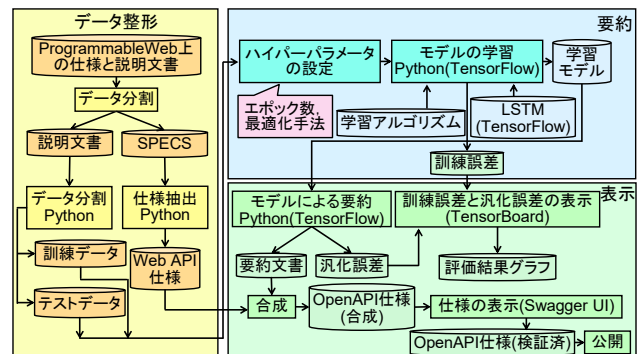 データ整形
ProgrammableWeb上
の仕様と説明文書
データ分割
説明文書
SPECS
データ分割
Python
仕様抽出
Python
訓練データ
Web API
仕様
テストデータ
要約
ハイパーパラメータ
の設定
モデルの学習
Python(TensorFlow)
学習
モデル
エポック数,
最適化手法
学習アルゴリズム
LSTM
(TensorFlow)
訓練誤差
表示
モデルによる要約
Python(TensorFlow)
訓練誤差と汎化誤差の表示
(TensorBoard)
要約文書
汎化誤差
評価結果グラフ
合成
OpenAPI仕様
(合成)
仕様の表示(Swagger UI)
OpenAPI仕様(検証済)
公開